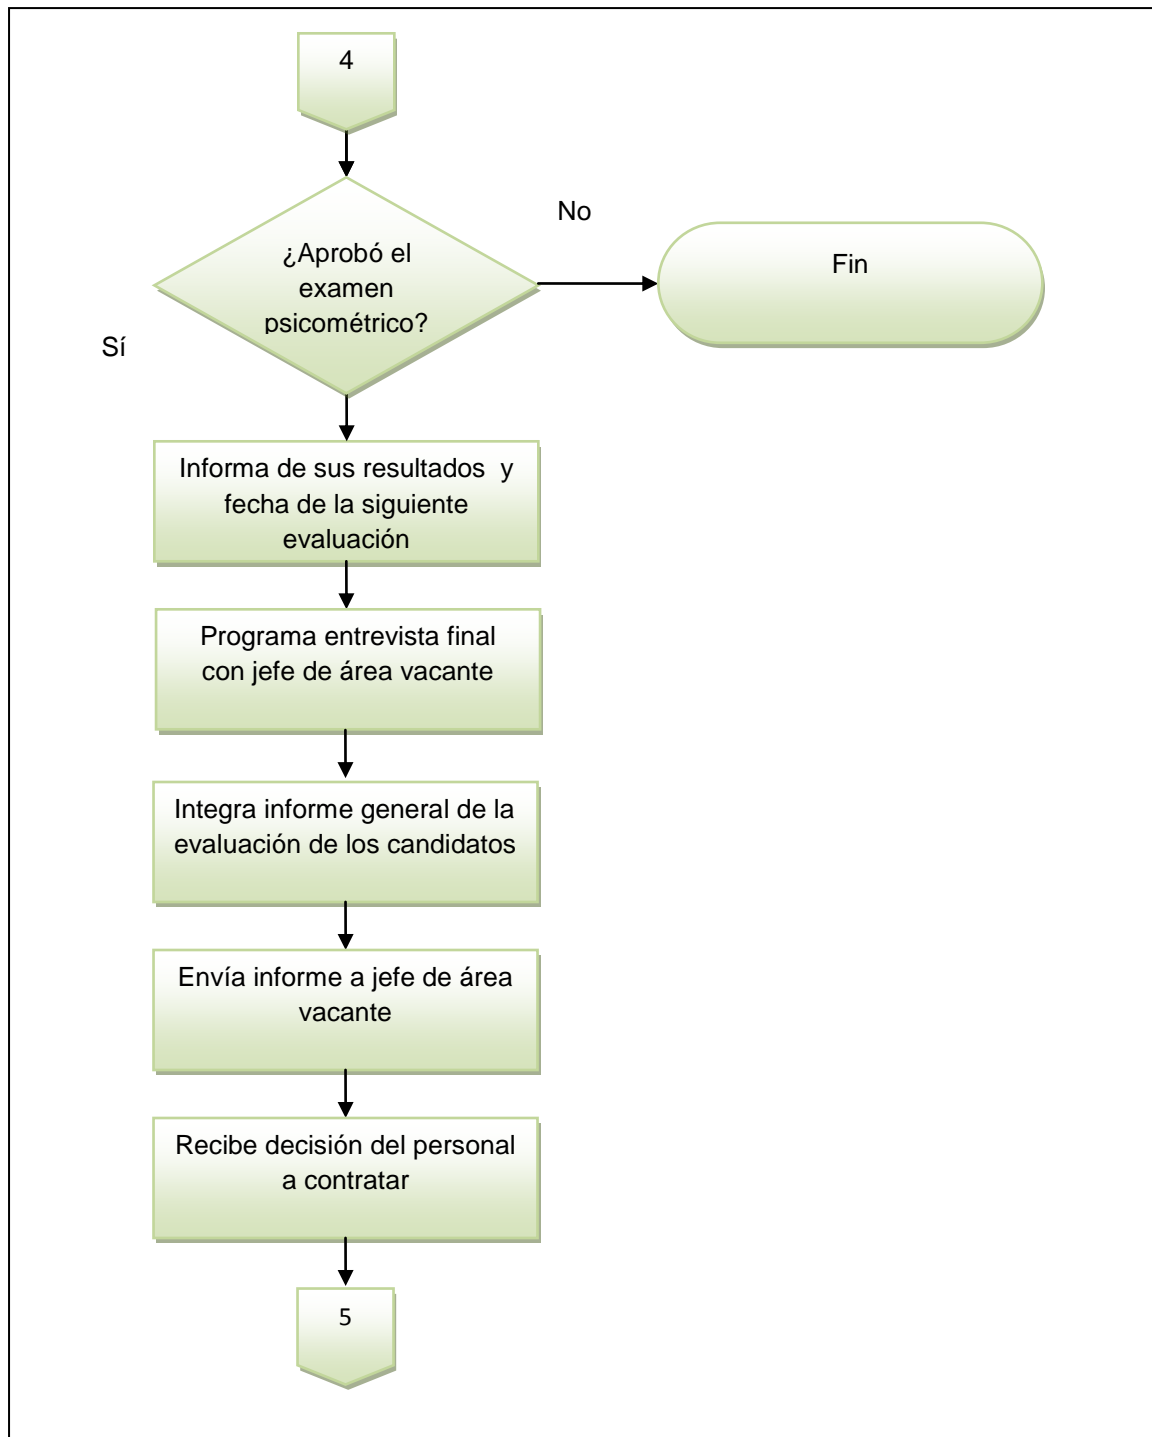 4
¿Aprobó el
examen
psicométrico?
No
Fin
Sí
Informa de sus resultados  y
fecha de la siguiente
evaluación
Programa entrevista final
con jefe de área vacante
Integra informe general de la
evaluación de los candidatos
Envía informe a jefe de área
vacante
Recibe decisión del personal
a contratar
5